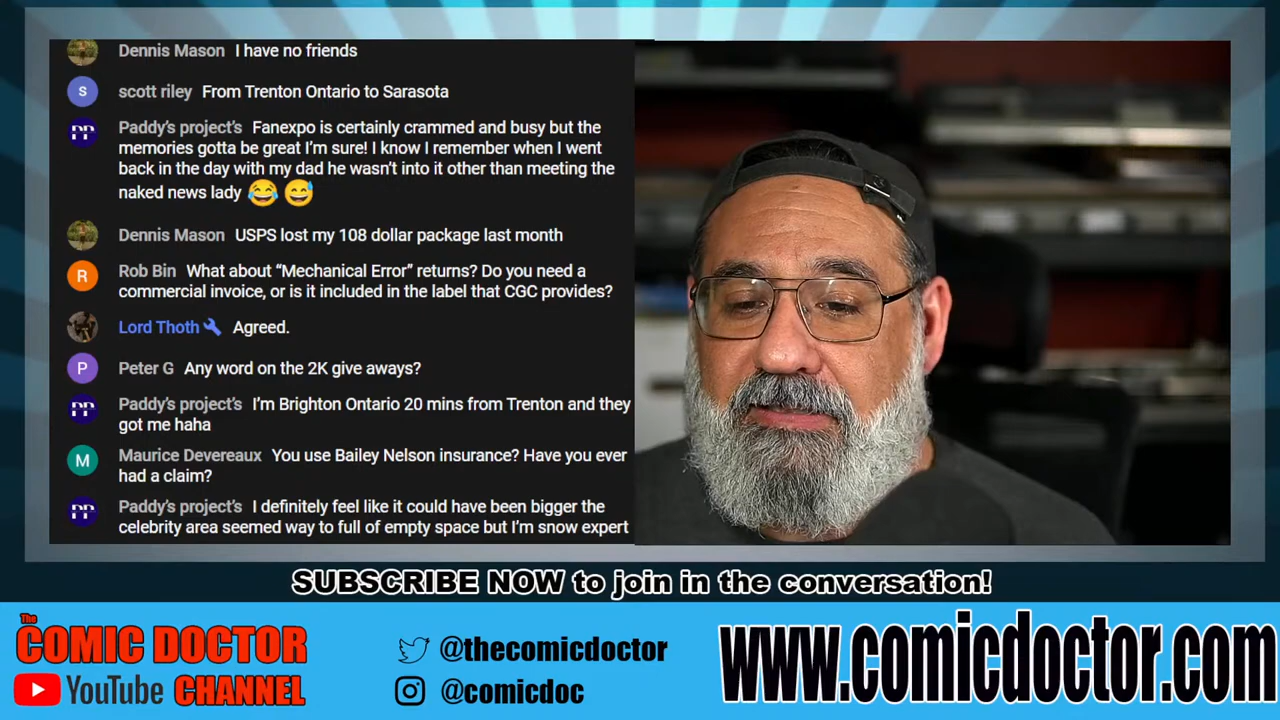 Dennis Mason I have no friends
S
scott riley From Trenton Ontario to Sarasota
PP
Paddy's project's Fanexpo is certainly crammed and busy but the
memories gotta be great I'm sure! I know I remember when I went
back in the day with my dad he wasn't into it other than meeting the
naked news lady 😂 😅
Dennis Mason USPS lost my 108 dollar package last month
R
Rob Bin What about “Mechanical Error” returns? Do you need a
commercial invoice, or is it included in the label that CGC provides?
Lord Thoth Agreed.
P
Peter G Any word on the 2K give aways?
PP
Paddy's project's I'm Brighton Ontario 20 mins from Trenton and they
got me haha
M
Maurice Devereaux You use Bailey Nelson insurance? Have you ever
had a claim?
PP
Paddy's project's I definitely feel like it could have been bigger the
celebrity area seemed way to full of empty space but I'm snow expert
SUBSCRIBE NOW to join in the conversation!
The
COMIC DOCTOR
YouTube CHANNEL
@thecomicdoctor
@comicdoc
www.comicdoctor.com